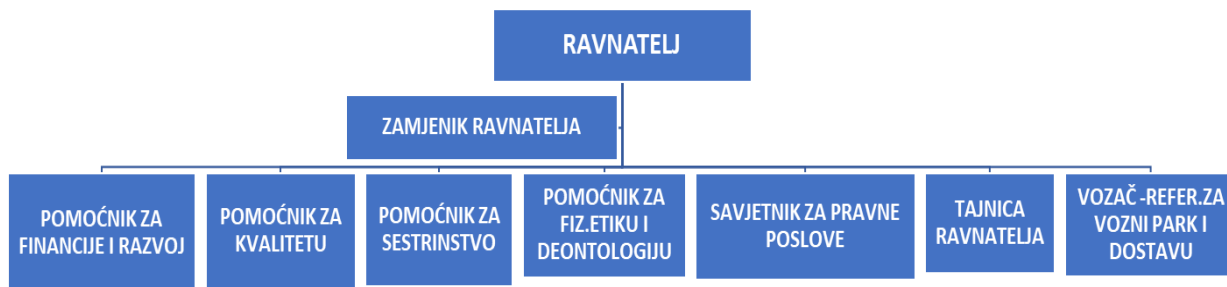 RAVNATELJ
ZAMJENIK RAVNATELJA
POMOĆNIK ZA
FINANCIJE I RAZVOJ
POMOĆNIK ZA
KVALITETU
POMOĆNIK ZA
SESTRINSTVO
POMOĆNIK ZA
FIZ.ETIKU I
DEONTOLOGIJU
SAVJETNIK ZA PRAVNE
POSLOVE
TAJNICA
RAVNATELJA
VOZAČ -REFER.ZA
VOZNI PARK I
DOSTAVU